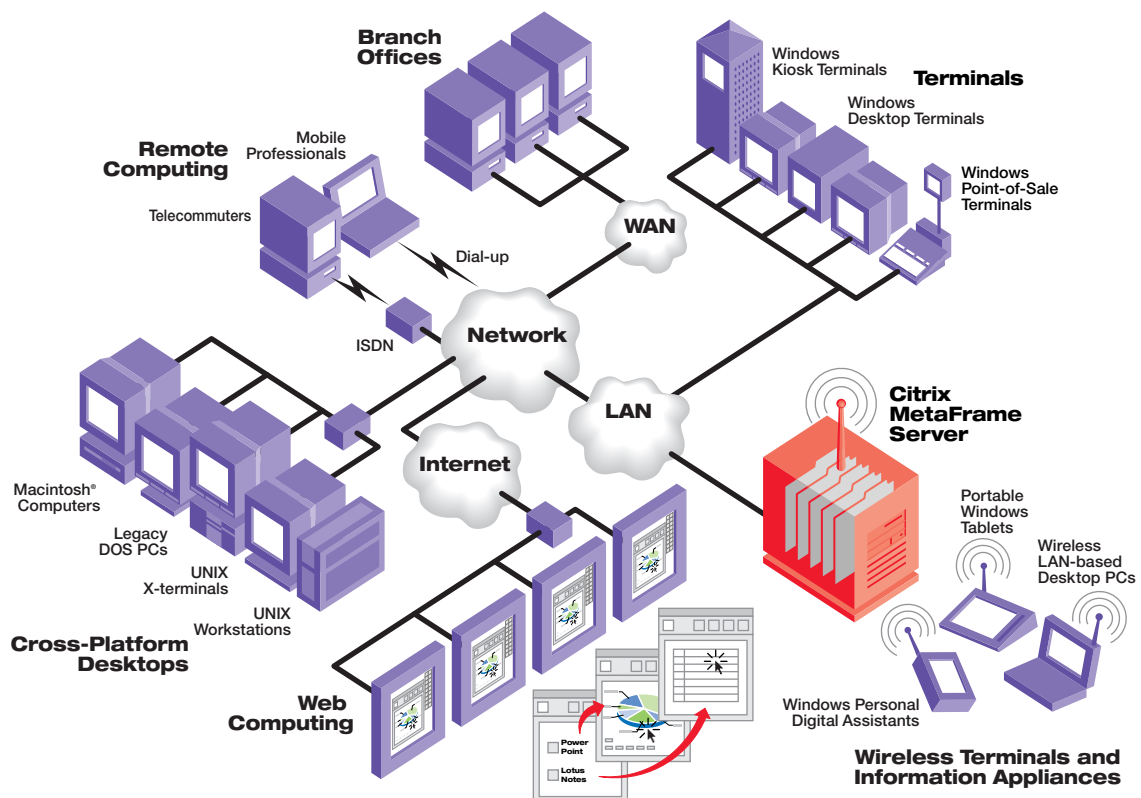 Branch
Offices
Windows
Kiosk Terminals
Terminals
Windows
Desktop Terminals
Remote
Computing
Mobile
Professionals
Windows
Point-of-Sale
Terminals
Telecommuters
WAN
Dial-up
ISDN
Network
LAN
Citrix
MetaFrame
Server
Internet
Macintosh®
Computers
Legacy
DOS PCs
UNIX
X-terminals
UNIX
Workstations
Cross-Platform
Desktops
Portable
Windows
Tablets
Wireless
LAN-based
Desktop PCs
Web
Computing
Power
Point
Lotus
Notes
Windows Personal
Digital Assistants
Wireless Terminals and
Information Appliances